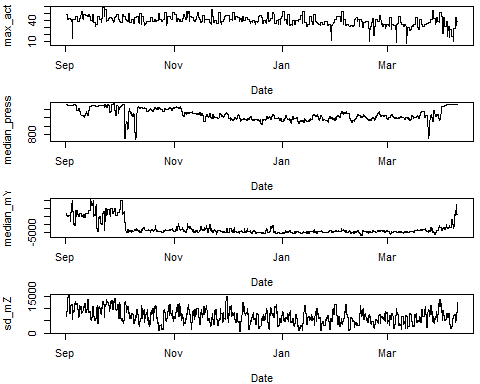 max_act
10
40
Sep
Nov
Jan
Mar
Date
median_press
800
Sep
Nov
Jan
Mar
Date
-5000
Sep
Nov
Jan
Mar
Date
sd_mZ
0
15000
Sep
Nov
Jan
Mar
Date